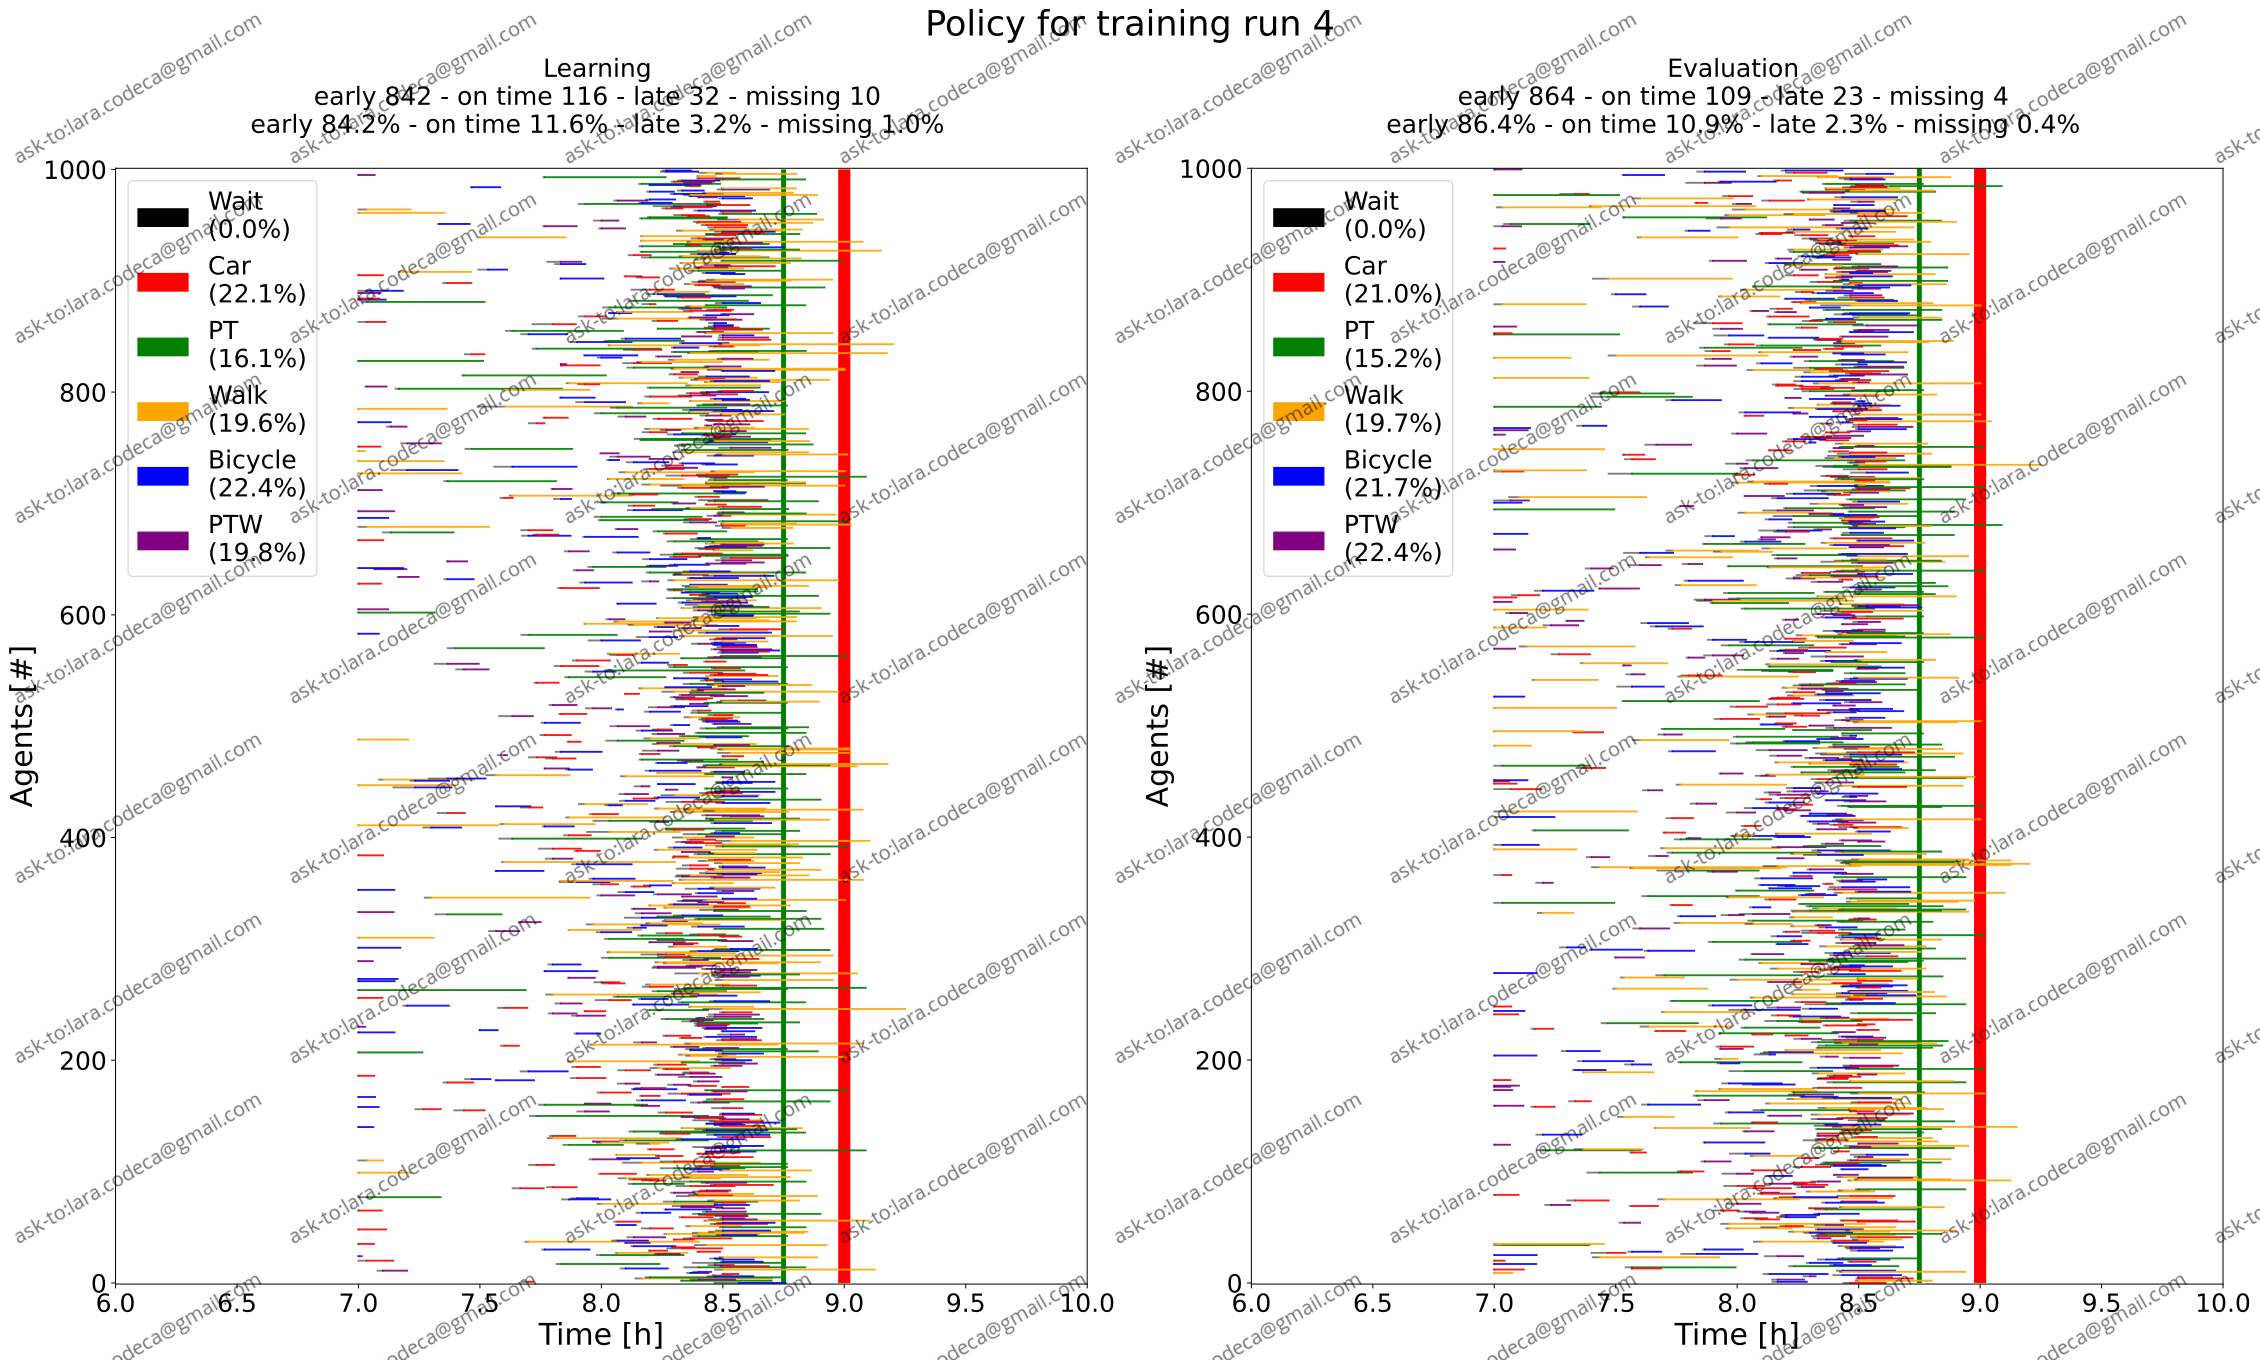 Policy for training run 4
Learning
early 842 - on time 116 - late 32 - missing 10
early 84.2% - on time 11.6% - late 3.2% - missing 1.0%
Evaluation
early 864 - on time 109 - late 23 - missing 4
early 86.4% - on time 10.9% - late 2.3% - missing 0.4%
Wait
(0.0%)
Car
(22.1%)
PT
(16.1%)
Walk
(19.6%)
Bicycle
(22.4%)
PTW
(19.8%)
1000
800
600
400
200
0
Agents [#]
6.0 6.5 7.0 7.5 8.0 8.5 9.0 9.5 10.0
Time [h]
Wait
(0.0%)
Car
(21.0%)
PT
(15.2%)
Walk
(19.7%)
Bicycle
(21.7%)
PTW
(22.4%)
1000
800
600
400
200
0
Agents [#]
6.0 6.5 7.0 7.5 8.0 8.5 9.0 9.5 10.0
Time [h]
ask-to:lara.codeca@gmail.com